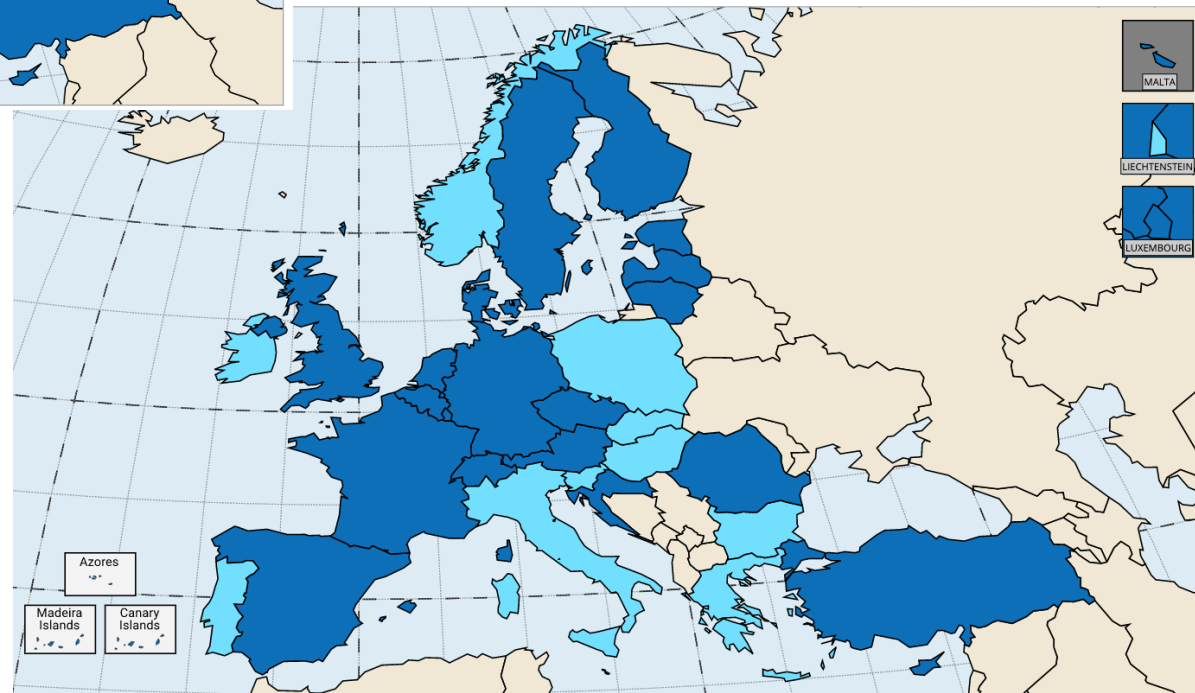 MALTA
LIECHTENSTEIN
LUXEMBOURG
Azores
Madeira
Islands
Canary
Islands